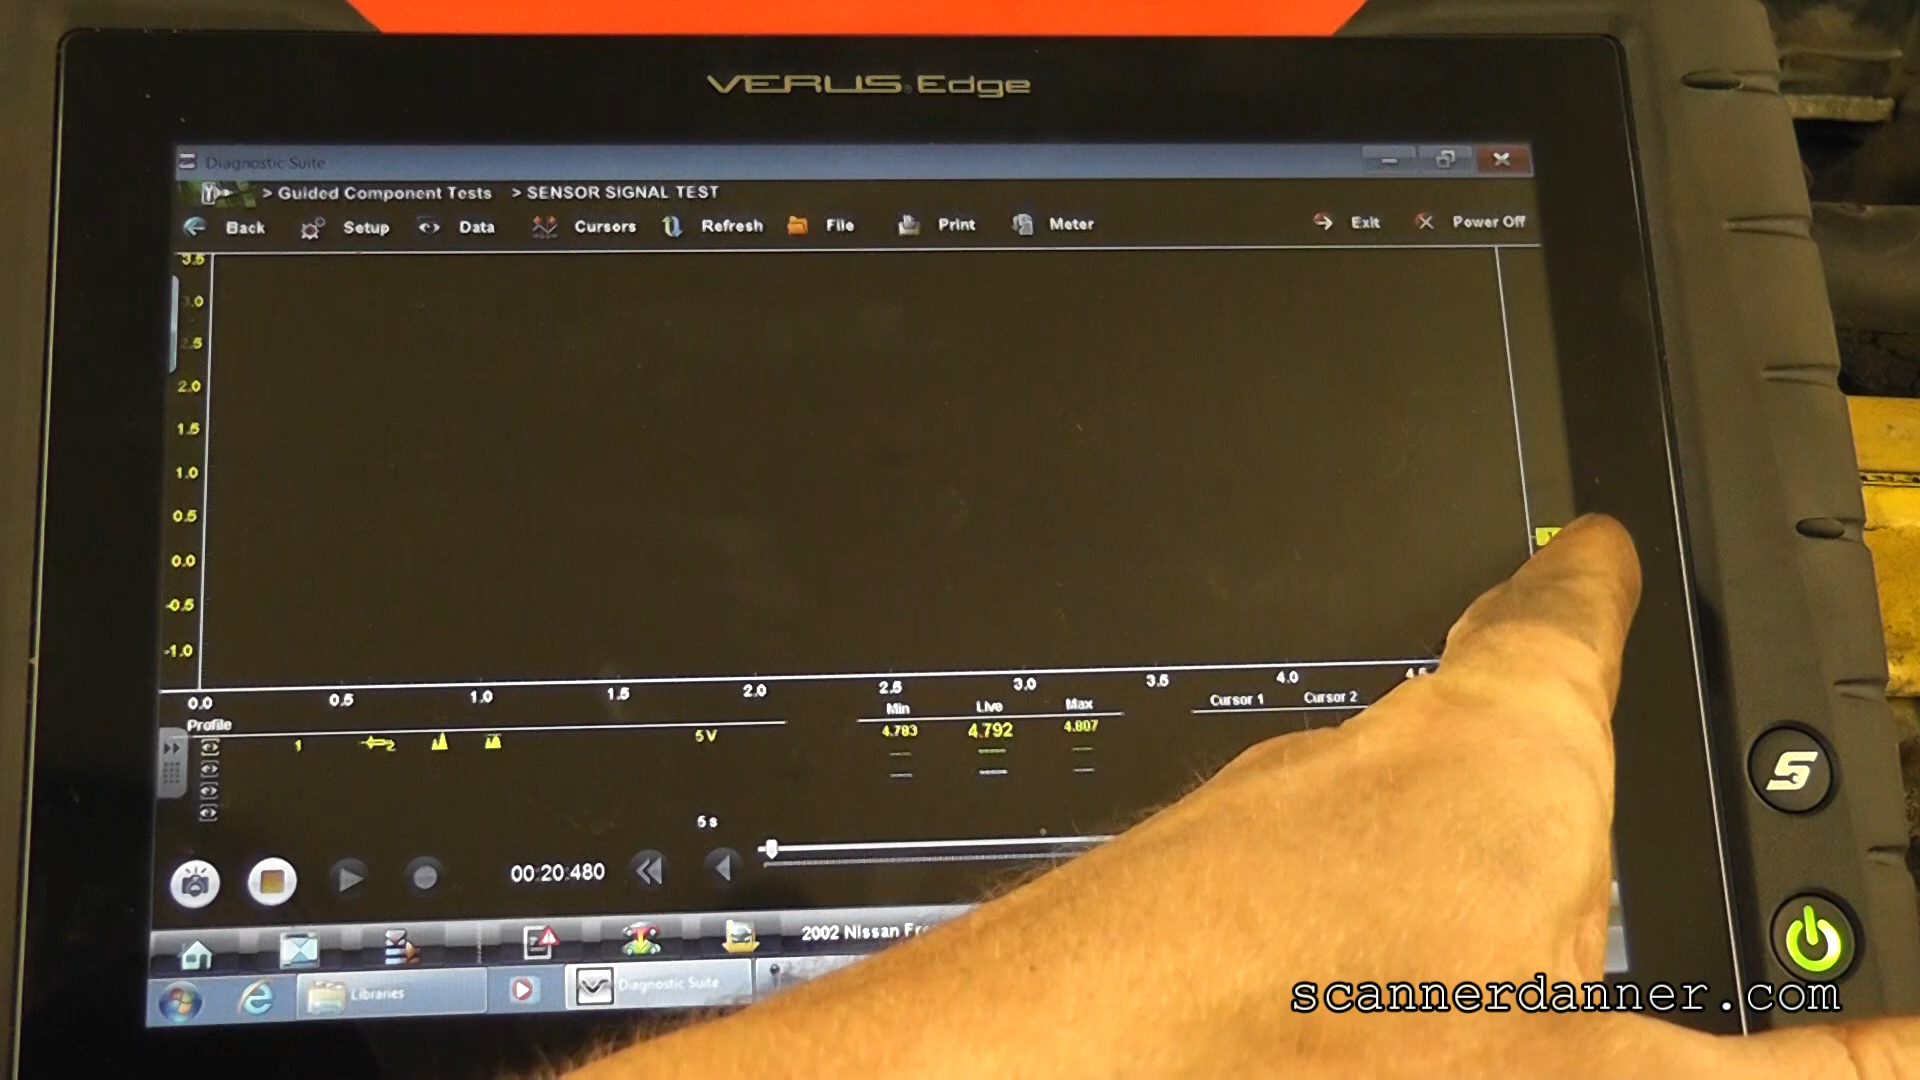 VERUS Edge
Diagnostic Suite
> Guided Component Tests > SENSOR SIGNAL TEST
Back Setup Data Cursors Refresh File Print Meter Exit Power Off
3.5
3.0
2.5
2.0
1.5
1.0
0.5
0.0
-0.5
-1.0
0.0 0.5 1.0 1.5 2.0 2.5 3.0 3.5 4.0 4.5
Profile Min Live Max Cursor 1 Cursor 2
1 2 5 V 4.783 4.792 4.807
5 s
00:20:480
2002 Nissan
Libraries Diagnostic Suite
scannerdanner.com